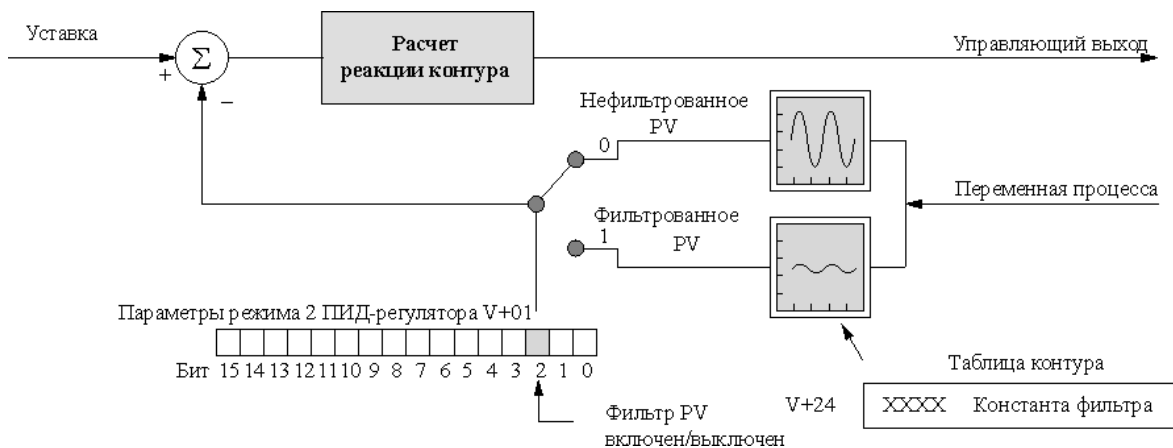 Уставка
+
Σ
−
Расчет
реакции контура
Управляющий выход
Нефильтрованное
PV
0
Переменная процесса
Фильтрованное
1
PV
Параметры режима 2 ПИД-регулятора V+01
Бит 15 14 13 12 11 10 9 8 7 6 5 4 3 2 1 0
Фильтр PV
включен/выключен
Таблица контура
V+24 XXXX Константа фильтра